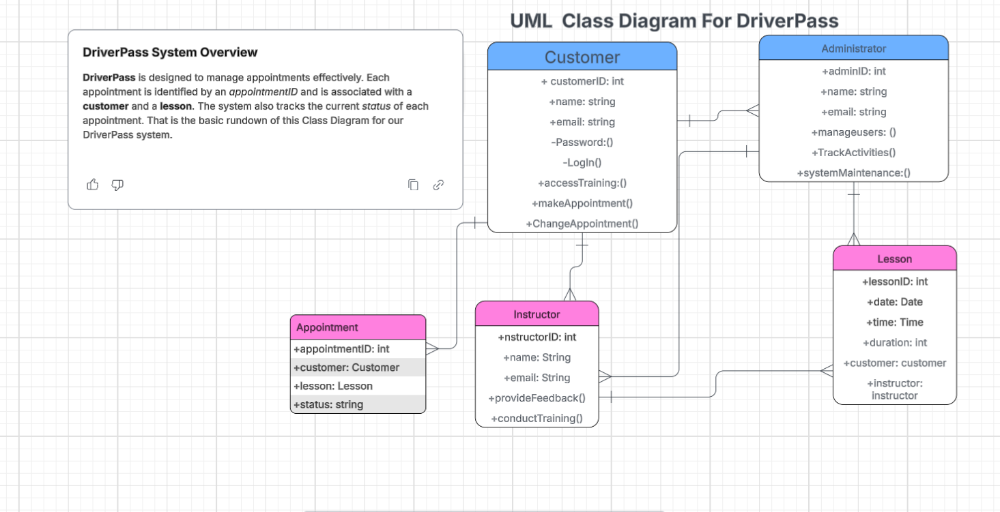 UML Class Diagram For DriverPass
DriverPass System Overview
DriverPass is designed to manage appointments effectively. Each
appointment is identified by an appointmentID and is associated with a
customer and a lesson. The system also tracks the current status of each
appointment. That is the basic rundown of this Class Diagram for our
DriverPass system.
Customer
+ customerID: int
+name: string
+email: string
-Password:()
-LogIn()
+accessTraining:()
+makeAppointment()
+ChangeAppointment()
Administrator
+adminID: int
+name: string
+email: string
+manageusers: ()
+TrackActivities()
+systemMaintenance:()
Appointment
+appointmentID: int
+customer: Customer
+lesson: Lesson
+status: string
Instructor
+nstructorID: int
+name: String
+email: String
+provideFeedback()
+conductTraining()
Lesson
+lessonID: int
+date: Date
+time: Time
+duration: int
+customer: customer
+instructor:
instructor